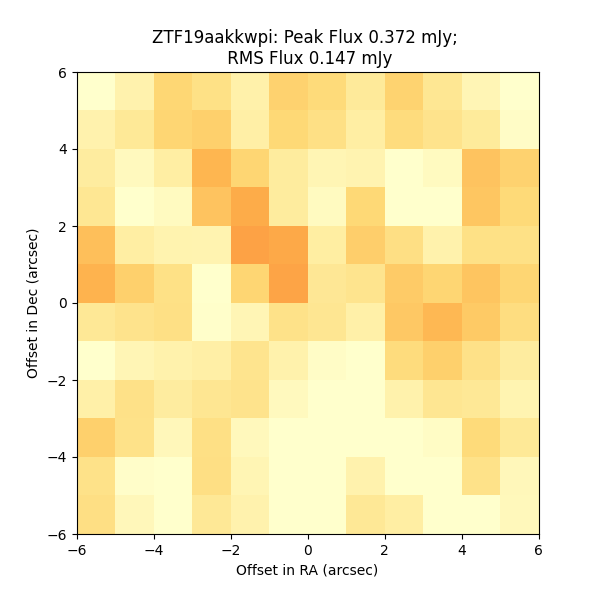 ZTF19aakkwpi: Peak Flux 0.372 mJy;
RMS Flux 0.147 mJy
6
4
2
0
−2
−4
−6
Offset in Dec (arcsec)
−6 −4 −2 0 2 4 6
Offset in RA (arcsec)